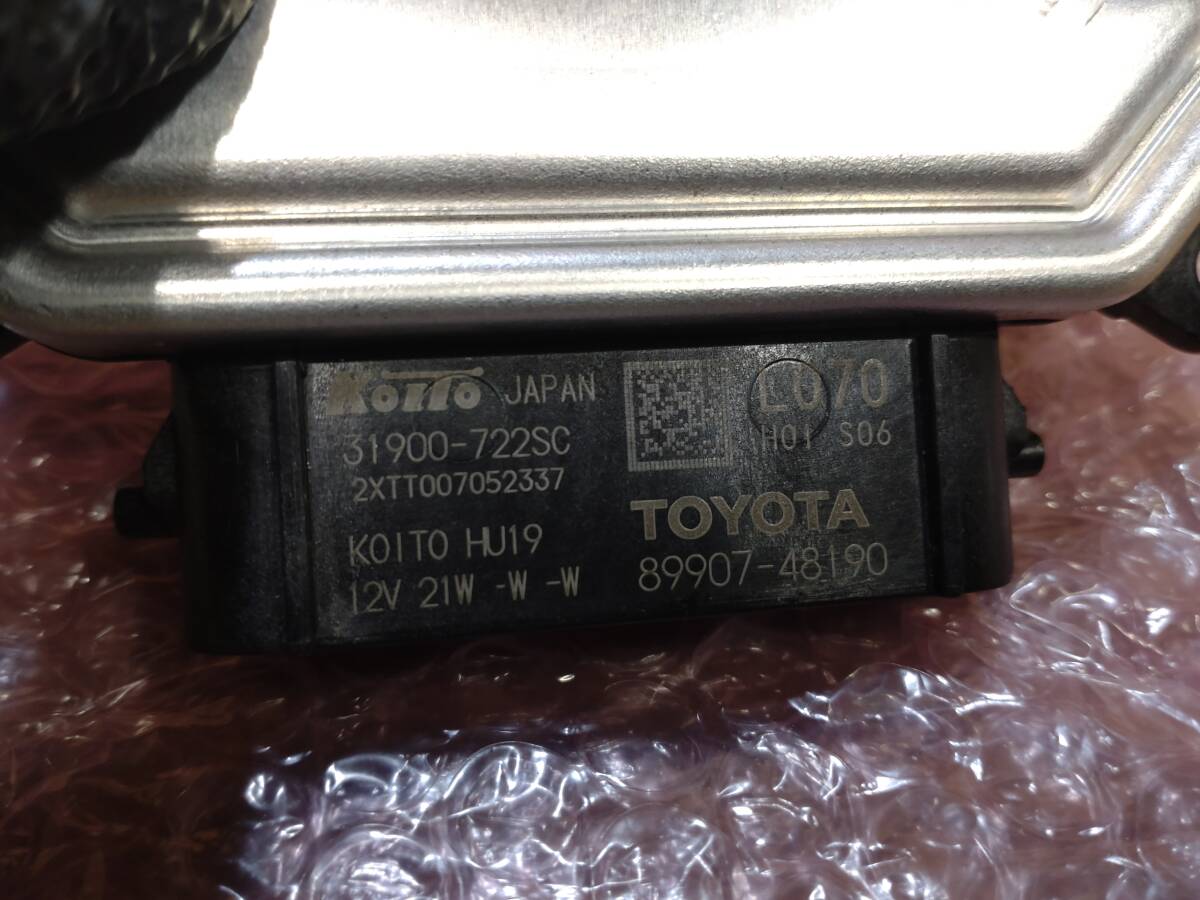 KOITO JAPAN
31900-722SC
2XTT007052337
KOITO HU19
12V 21W -W -W
L070
H01 S06
TOYOTA
89907-48190